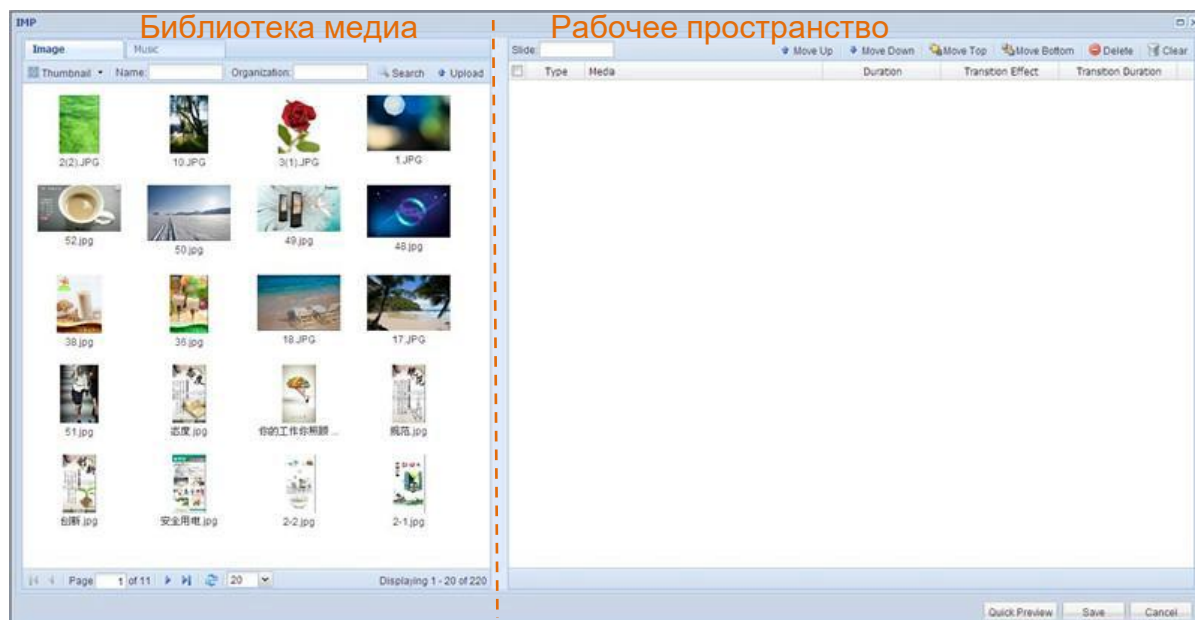 IMP
Библиотека медиа
Рабочее пространство
Image
Music
Slide:
Move Up
Move Down
Move Top
Move Bottom
Delete
Clear
Thumbnail
Name:
Organization:
Search
Upload
Type
Media
Duration
Transition Effect
Transition Duration
2(2).JPG
10.JPG
3(1).JPG
1.JPG
52.jpg
50.jpg
49.jpg
48.jpg
38.jpg
36.jpg
18.JPG
17.JPG
51.jpg
态度.jpg
你的工作你照顾 ...
规范.jpg
创新.jpg
安全用电.jpg
2-2.jpg
2-1.jpg
Page 1 of 11
20
Displaying 1 - 20 of 220
Quick Preview
Save
Cancel